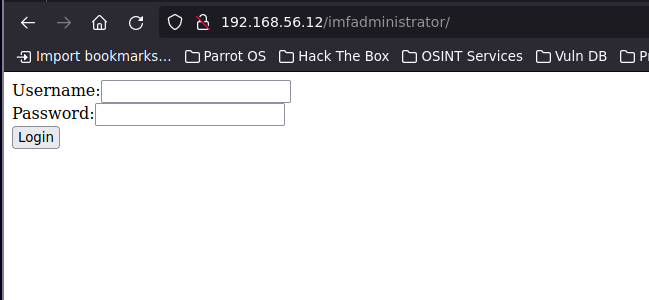 192.168.56.12/imfadministrator/
Import bookmarks... Parrot OS Hack The Box OSINT Services Vuln DB
Username:
Password:
Login